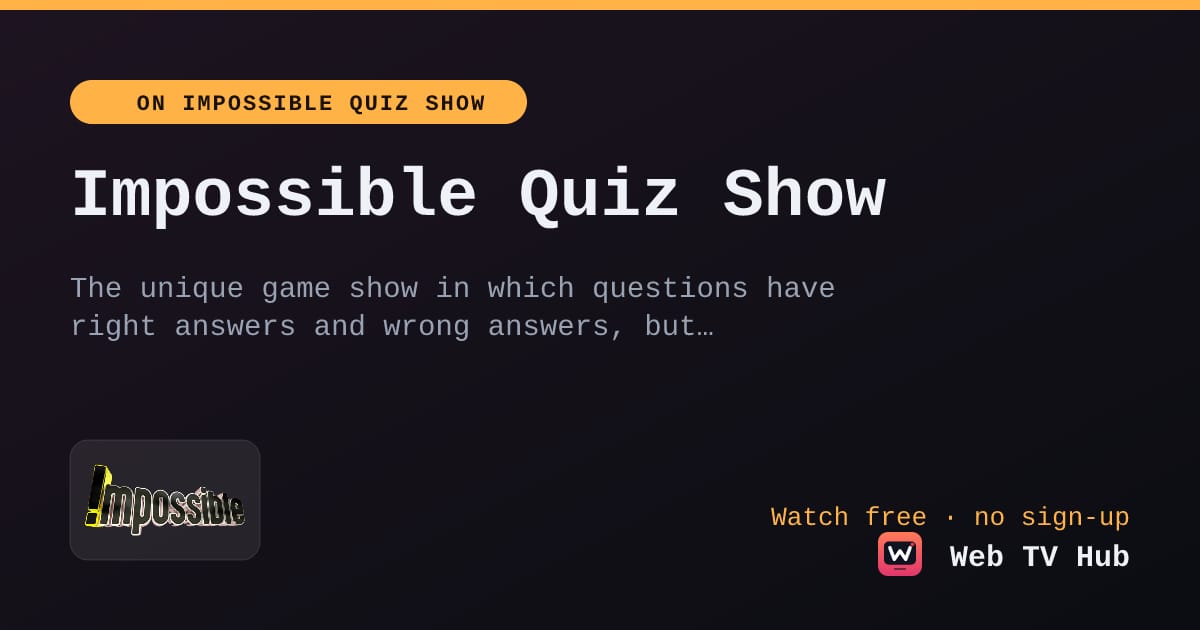 ON IMPOSSIBLE QUIZ SHOW
Impossible Quiz Show
The unique game show in which questions have
right answers and wrong answers, but…
!mpossible
Watch free · no sign-up
W
Web TV Hub